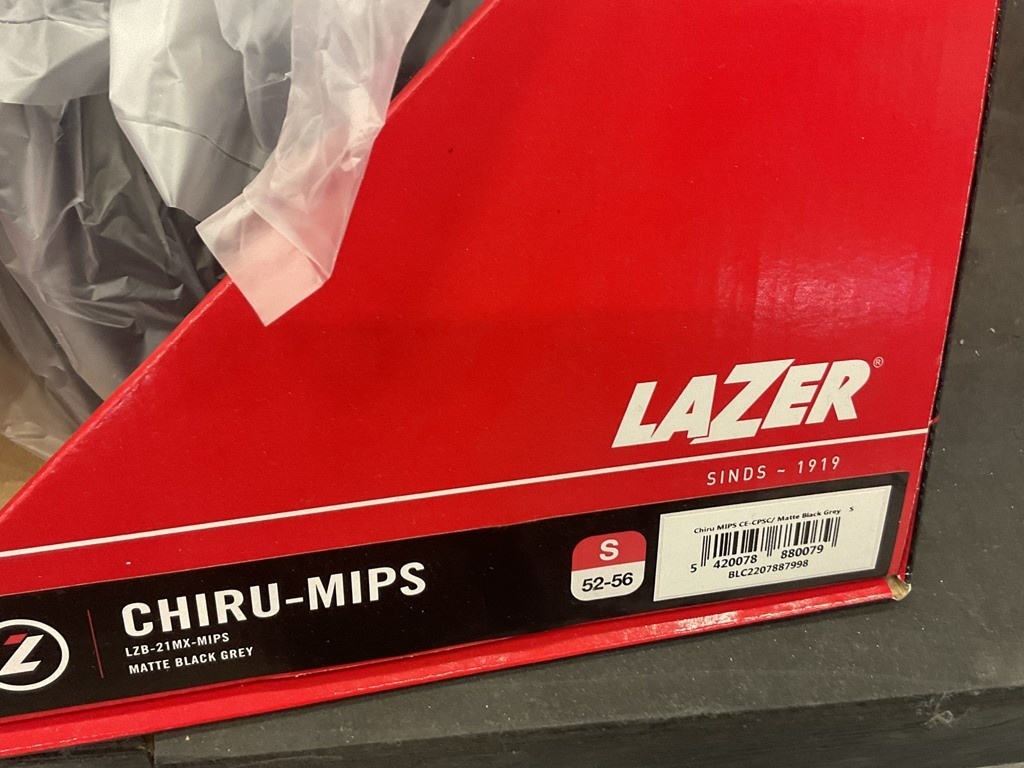 LAZER®
SINDS ~ 1919
Chiru MIPS CE-CPSC/ Matte Black Grey S
5 420078 880079
BLC2207887998
S
52-56
CHIRU-MIPS
LZB-21MX-MIPS
MATTE BLACK GREY